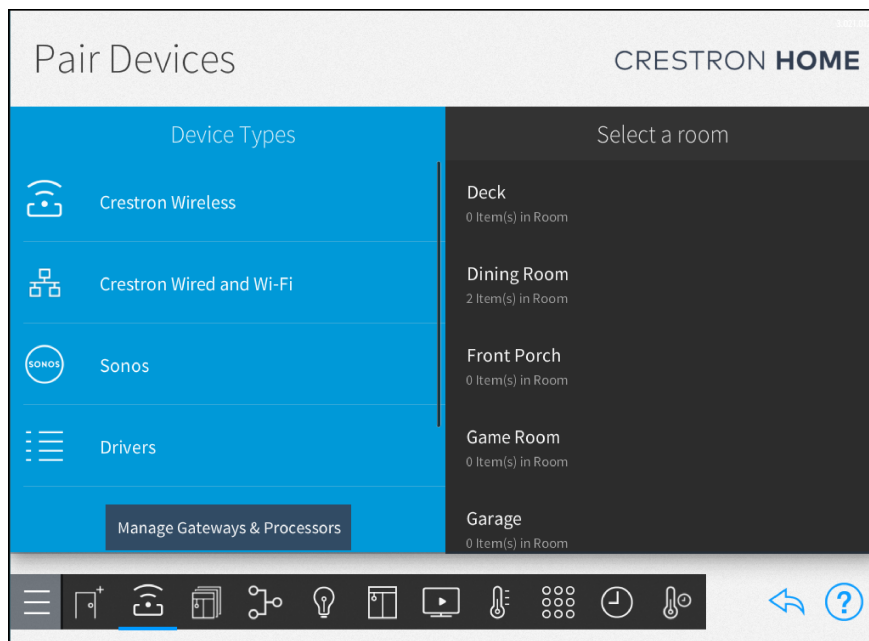 Pair Devices
CRESTRON HOME
Device Types
Select a room
Crestron Wireless
Crestron Wired and Wi-Fi
SONOS
Sonos
Drivers
Manage Gateways & Processors
Deck
0 Item(s) in Room
Dining Room
2 Item(s) in Room
Front Porch
0 Item(s) in Room
Game Room
0 Item(s) in Room
Garage
0 Item(s) in Room
?